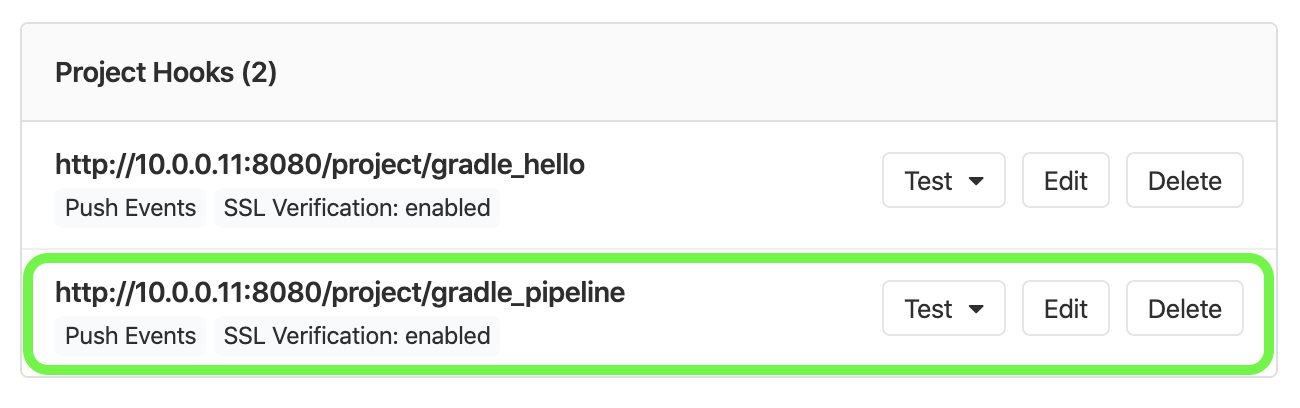 Project Hooks (2)
http://10.0.0.11:8080/project/gradle_hello
Test Edit Delete
Push Events SSL Verification: enabled
http://10.0.0.11:8080/project/gradle_pipeline
Test Edit Delete
Push Events SSL Verification: enabled